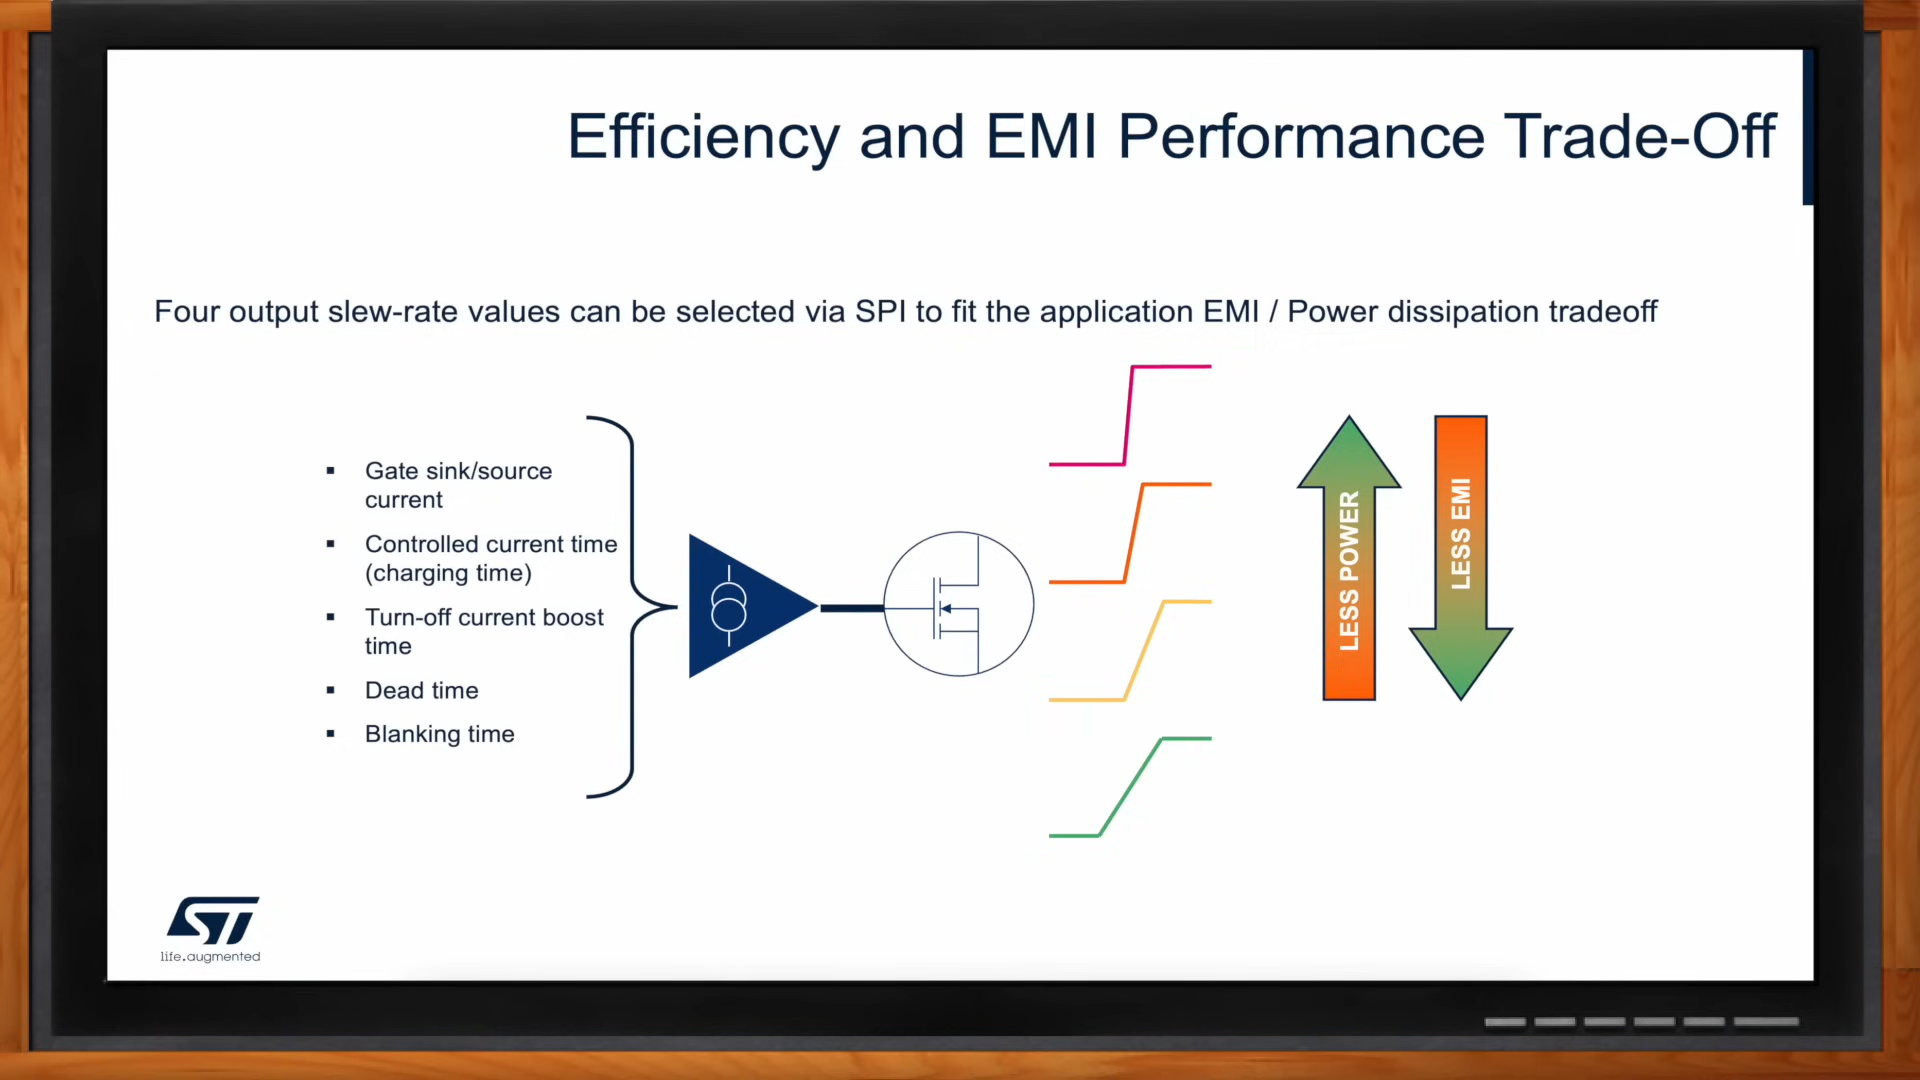 Efficiency and EMI Performance Trade-Off
Four output slew-rate values can be selected via SPI to fit the application EMI / Power dissipation tradeoff
▪ Gate sink/source
current
▪ Controlled current time
(charging time)
▪ Turn-off current boost
time
▪ Dead time
▪ Blanking time
LESS POWER
LESS EMI
ST
life.augmented